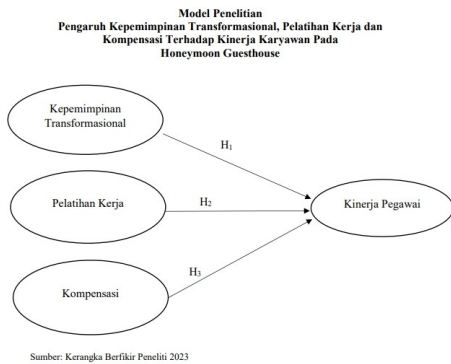 Model Penelitian
Pengaruh Kepemimpinan Transformasional, Pelatihan Kerja dan
Kompensasi Terhadap Kinerja Karyawan Pada
Honeymoon Guesthouse
Kepemimpinan
Transformasional
H₁
Pelatihan Kerja
H₂
Kinerja Pegawai
H₃
Kompensasi
Sumber: Kerangka Berfikir Peneliti 2023